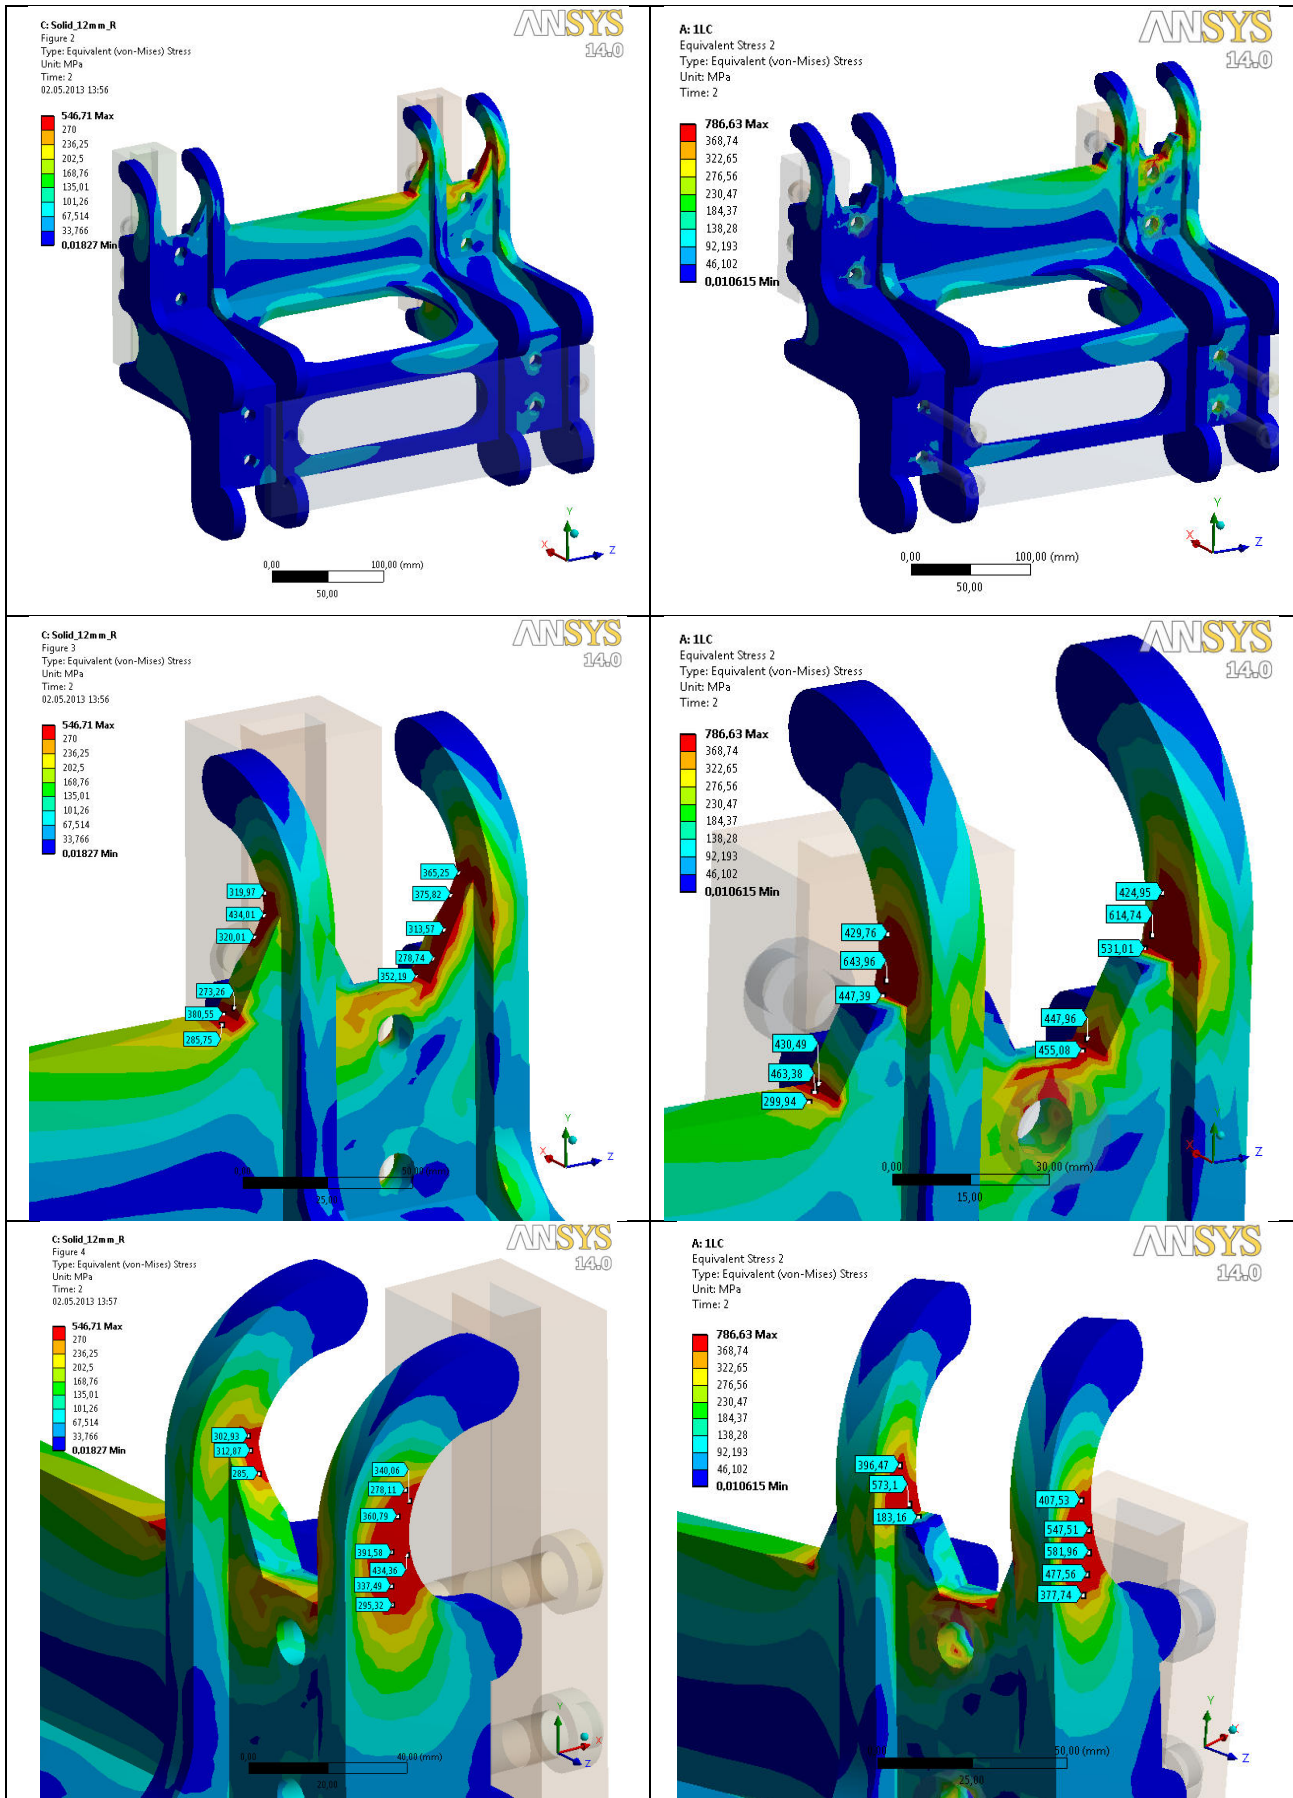 C: Solid_12mm_R
Figure 2
Type: Equivalent (von-Mises) Stress
Unit: MPa
Time: 2
02.05.2013 13:56
ANSYS
14.0
546,71 Max
270
236,25
202,5
168,76
135,01
101,26
67,514
33,766
0,01827 Min
Y
X
Z
0,00
100,00 (mm)
50,00
A: 1LC
Equivalent Stress 2
Type: Equivalent (von-Mises) Stress
Unit: MPa
Time: 2
ANSYS
14.0
786,63 Max
368,74
322,65
276,56
230,47
184,37
138,28
92,193
46,102
0,010615 Min
Y
X
Z
0,00
100,00 (mm)
50,00
C: Solid_12mm_R
Figure 3
Type: Equivalent (von-Mises) Stress
Unit: MPa
Time: 2
02.05.2013 13:56
ANSYS
14.0
546,71 Max
270
236,25
202,5
168,76
135,01
101,26
67,514
33,766
0,01827 Min
365,25
319,97
375,82
434,01
313,57
320,01
278,74
352,19
273,26
380,55
285,75
Y
X
Z
0,00
50,00 (mm)
25,00
A: 1LC
Equivalent Stress 2
Type: Equivalent (von-Mises) Stress
Unit: MPa
Time: 2
ANSYS
14.0
786,63 Max
368,74
322,65
276,56
230,47
184,37
138,28
92,193
46,102
0,010615 Min
424,95
614,74
429,76
531,01
643,96
447,39
447,96
430,49
455,08
463,38
299,94
Y
X
Z
0,00
30,00 (mm)
15,00
C: Solid_12mm_R
Figure 4
Type: Equivalent (von-Mises) Stress
Unit: MPa
Time: 2
02.05.2013 13:57
ANSYS
14.0
546,71 Max
270
236,25
202,5
168,76
135,01
101,26
67,514
33,766
0,01827 Min
302,93
312,87
285,
340,06
278,11
360,79
391,58
434,36
337,49
295,32
Y
X
Z
0,00
40,00 (mm)
20,00
A: 1LC
Equivalent Stress 2
Type: Equivalent (von-Mises) Stress
Unit: MPa
Time: 2
ANSYS
14.0
786,63 Max
368,74
322,65
276,56
230,47
184,37
138,28
92,193
46,102
0,010615 Min
396,47
573,1
183,16
407,53
547,51
581,96
477,56
377,74
Y
X
Z
0,00
50,00 (mm)
25,00